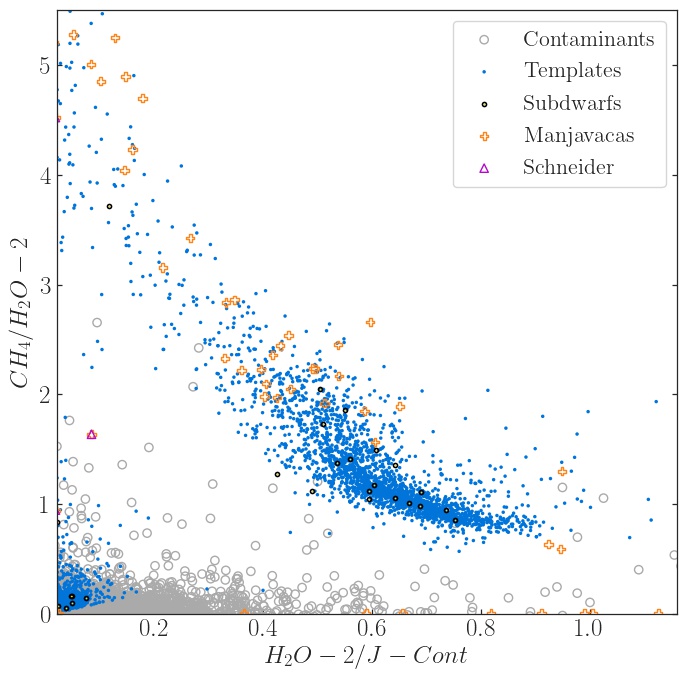 Contaminants
Templates
Subdwarfs
Manjavacas
Schneider
5
4
3
2
1
0
CH₄/H₂O − 2
0.2 0.4 0.6 0.8 1.0
H₂O − 2/J − Cont